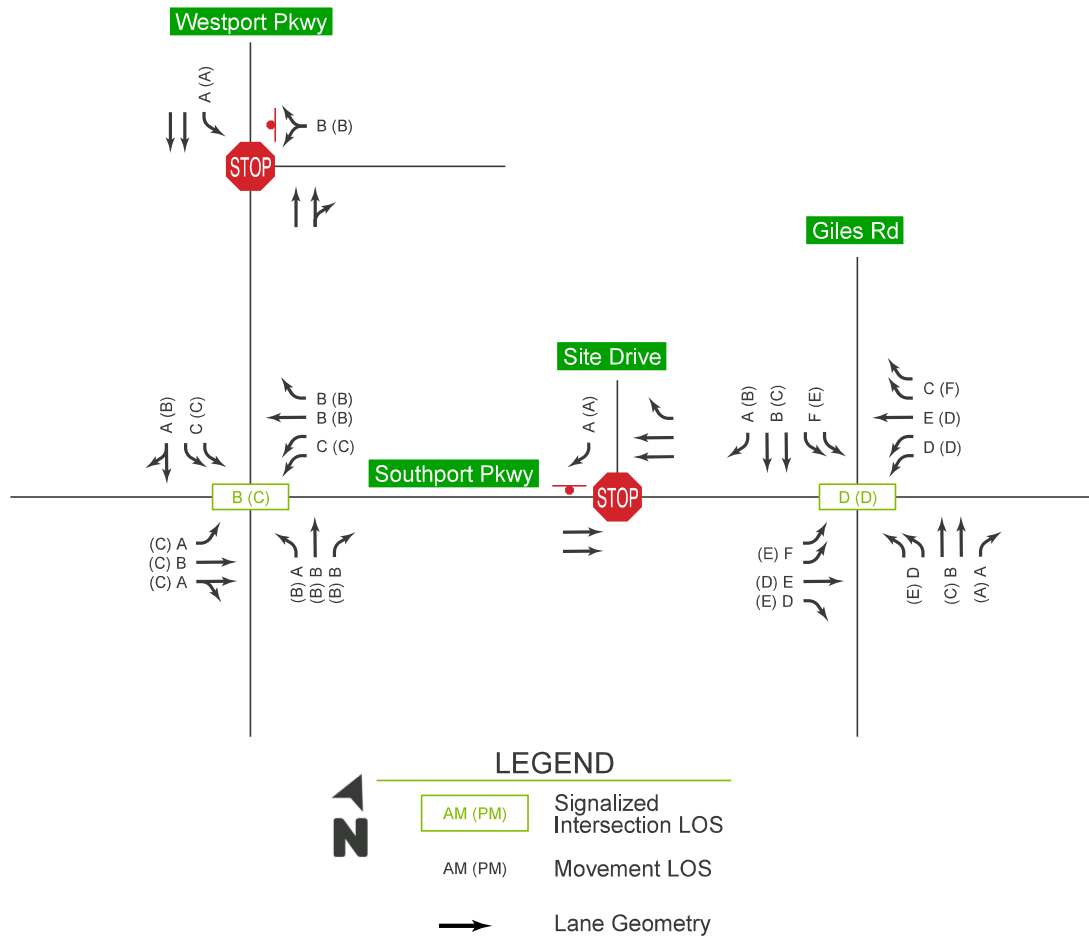 Westport Pkwy
A (A)
B (B)
STOP
Giles Rd
Site Drive
A (B)
C (C)
B (B)
B (B)
C (C)
A (A)
A (B)
B (C)
F (E)
C (F)
E (D)
D (D)
Southport Pkwy
B (C)
STOP
D (D)
(C) A
(C) B
(C) A
(B) A
(B) B
(B) B
(E) F
(D) E
(E) D
(E) D
(C) B
(A) A
LEGEND
AM (PM)
Signalized
Intersection LOS
N
AM (PM)
Movement LOS
Lane Geometry